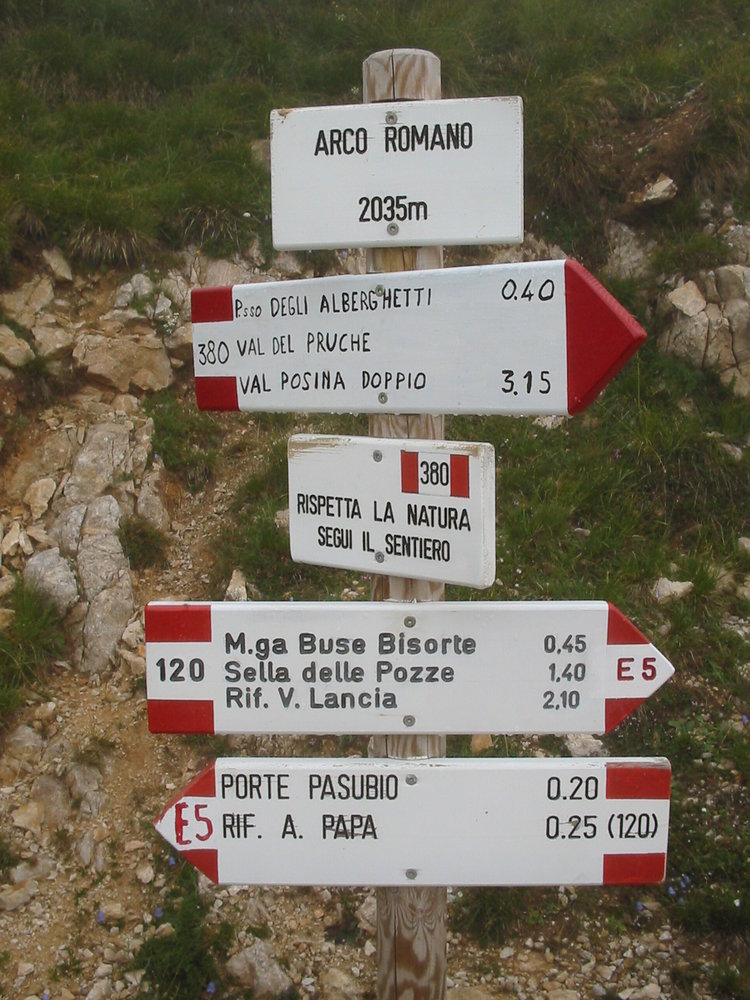 ARCO ROMANO
2035m
P.sso DEGLI ALBERGHETTI 0.40
380 VAL DEL PRUCHE
VAL POSINA DOPPIO 3.15
380
RISPETTA LA NATURA
SEGUI IL SENTIERO
M.ga Buse Bisorte 0,45
120 Sella delle Pozze 1,40 E5
Rif. V. Lancia 2,10
PORTE PASUBIO 0.20
E5 RIF. A. PAPA 0.25 (120)